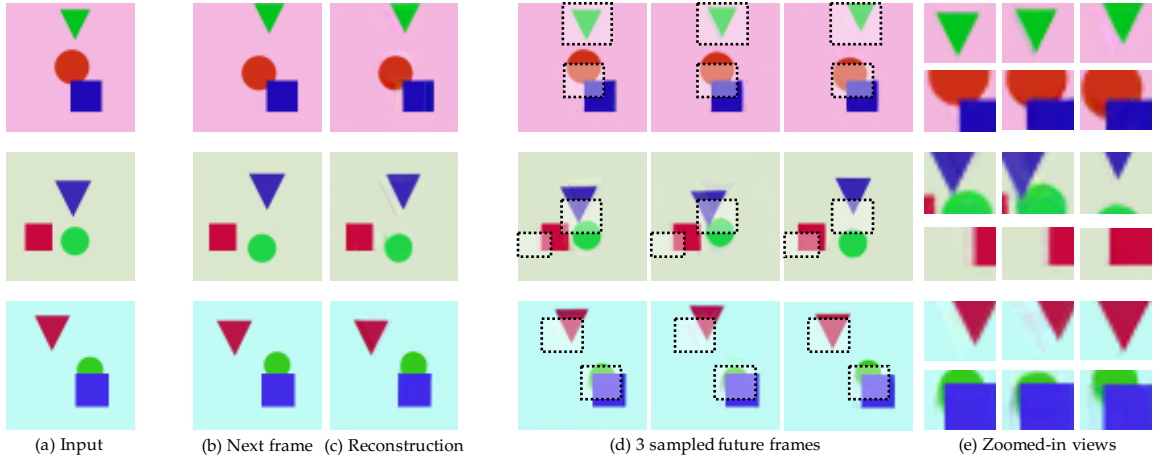 (a) Input
(b) Next frame
(c) Reconstruction
(d) 3 sampled future frames
(e) Zoomed-in views